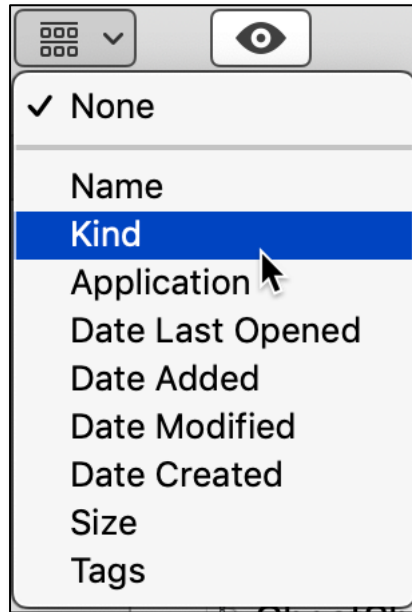 None
Name
Kind
Application
Date Last Opened
Date Added
Date Modified
Date Created
Size
Tags